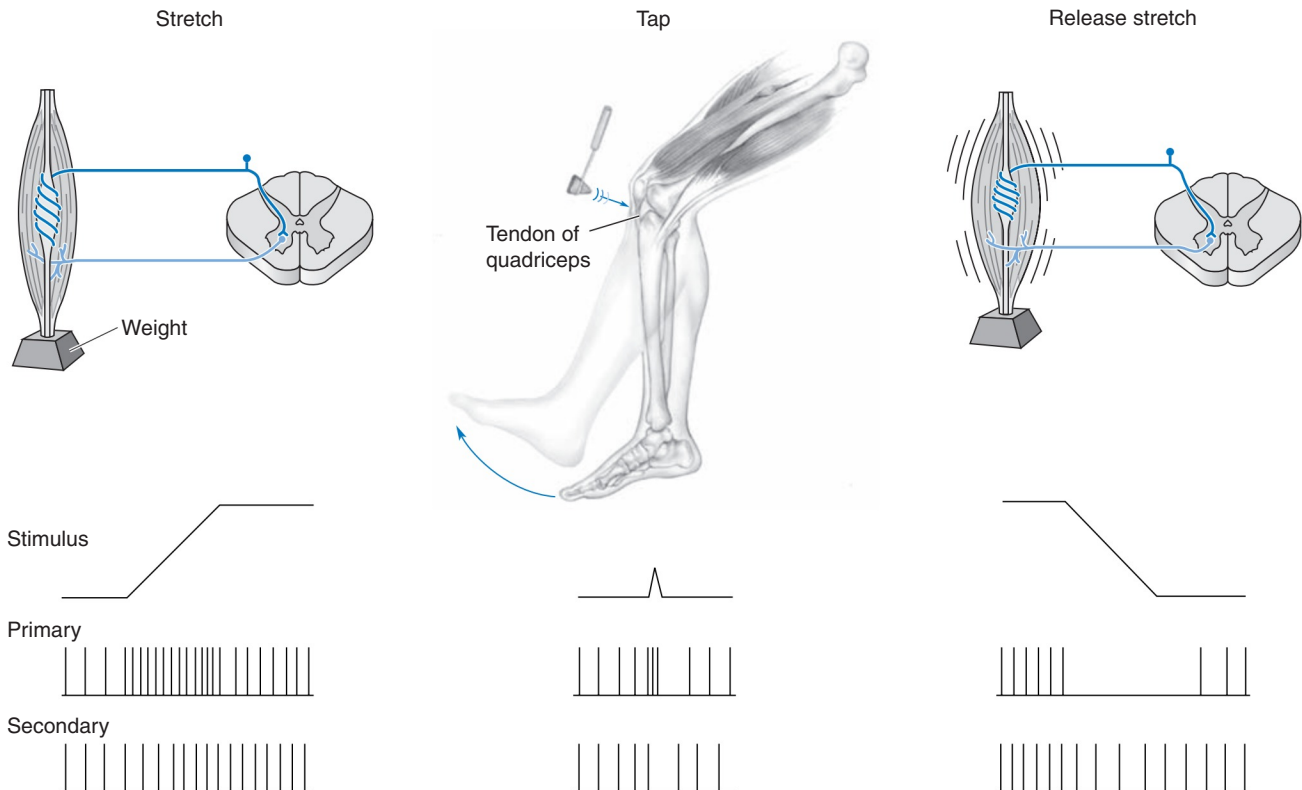 Stretch
Tap
Release stretch
Tendon of
quadriceps
Weight
Stimulus
Primary
Secondary